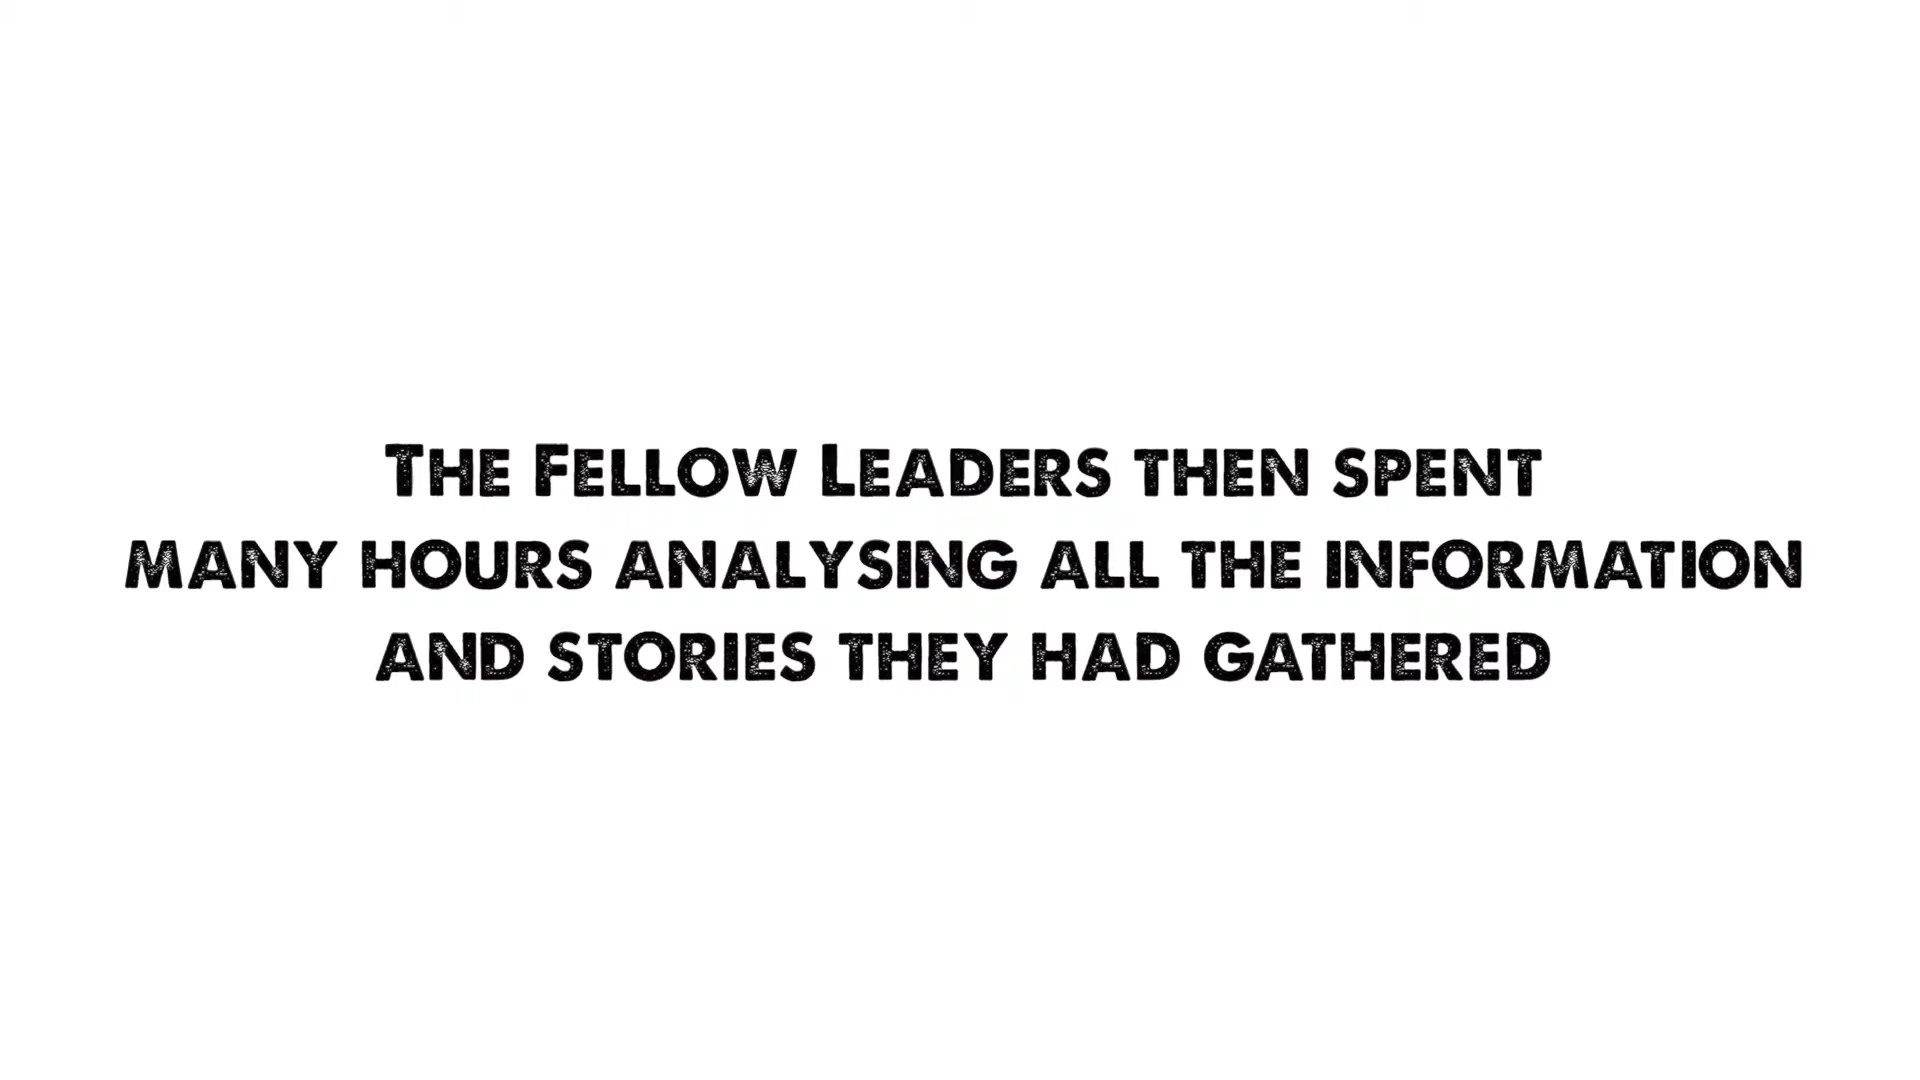 The Fellow Leaders then spent
many hours analysing all the information
and stories they had gathered